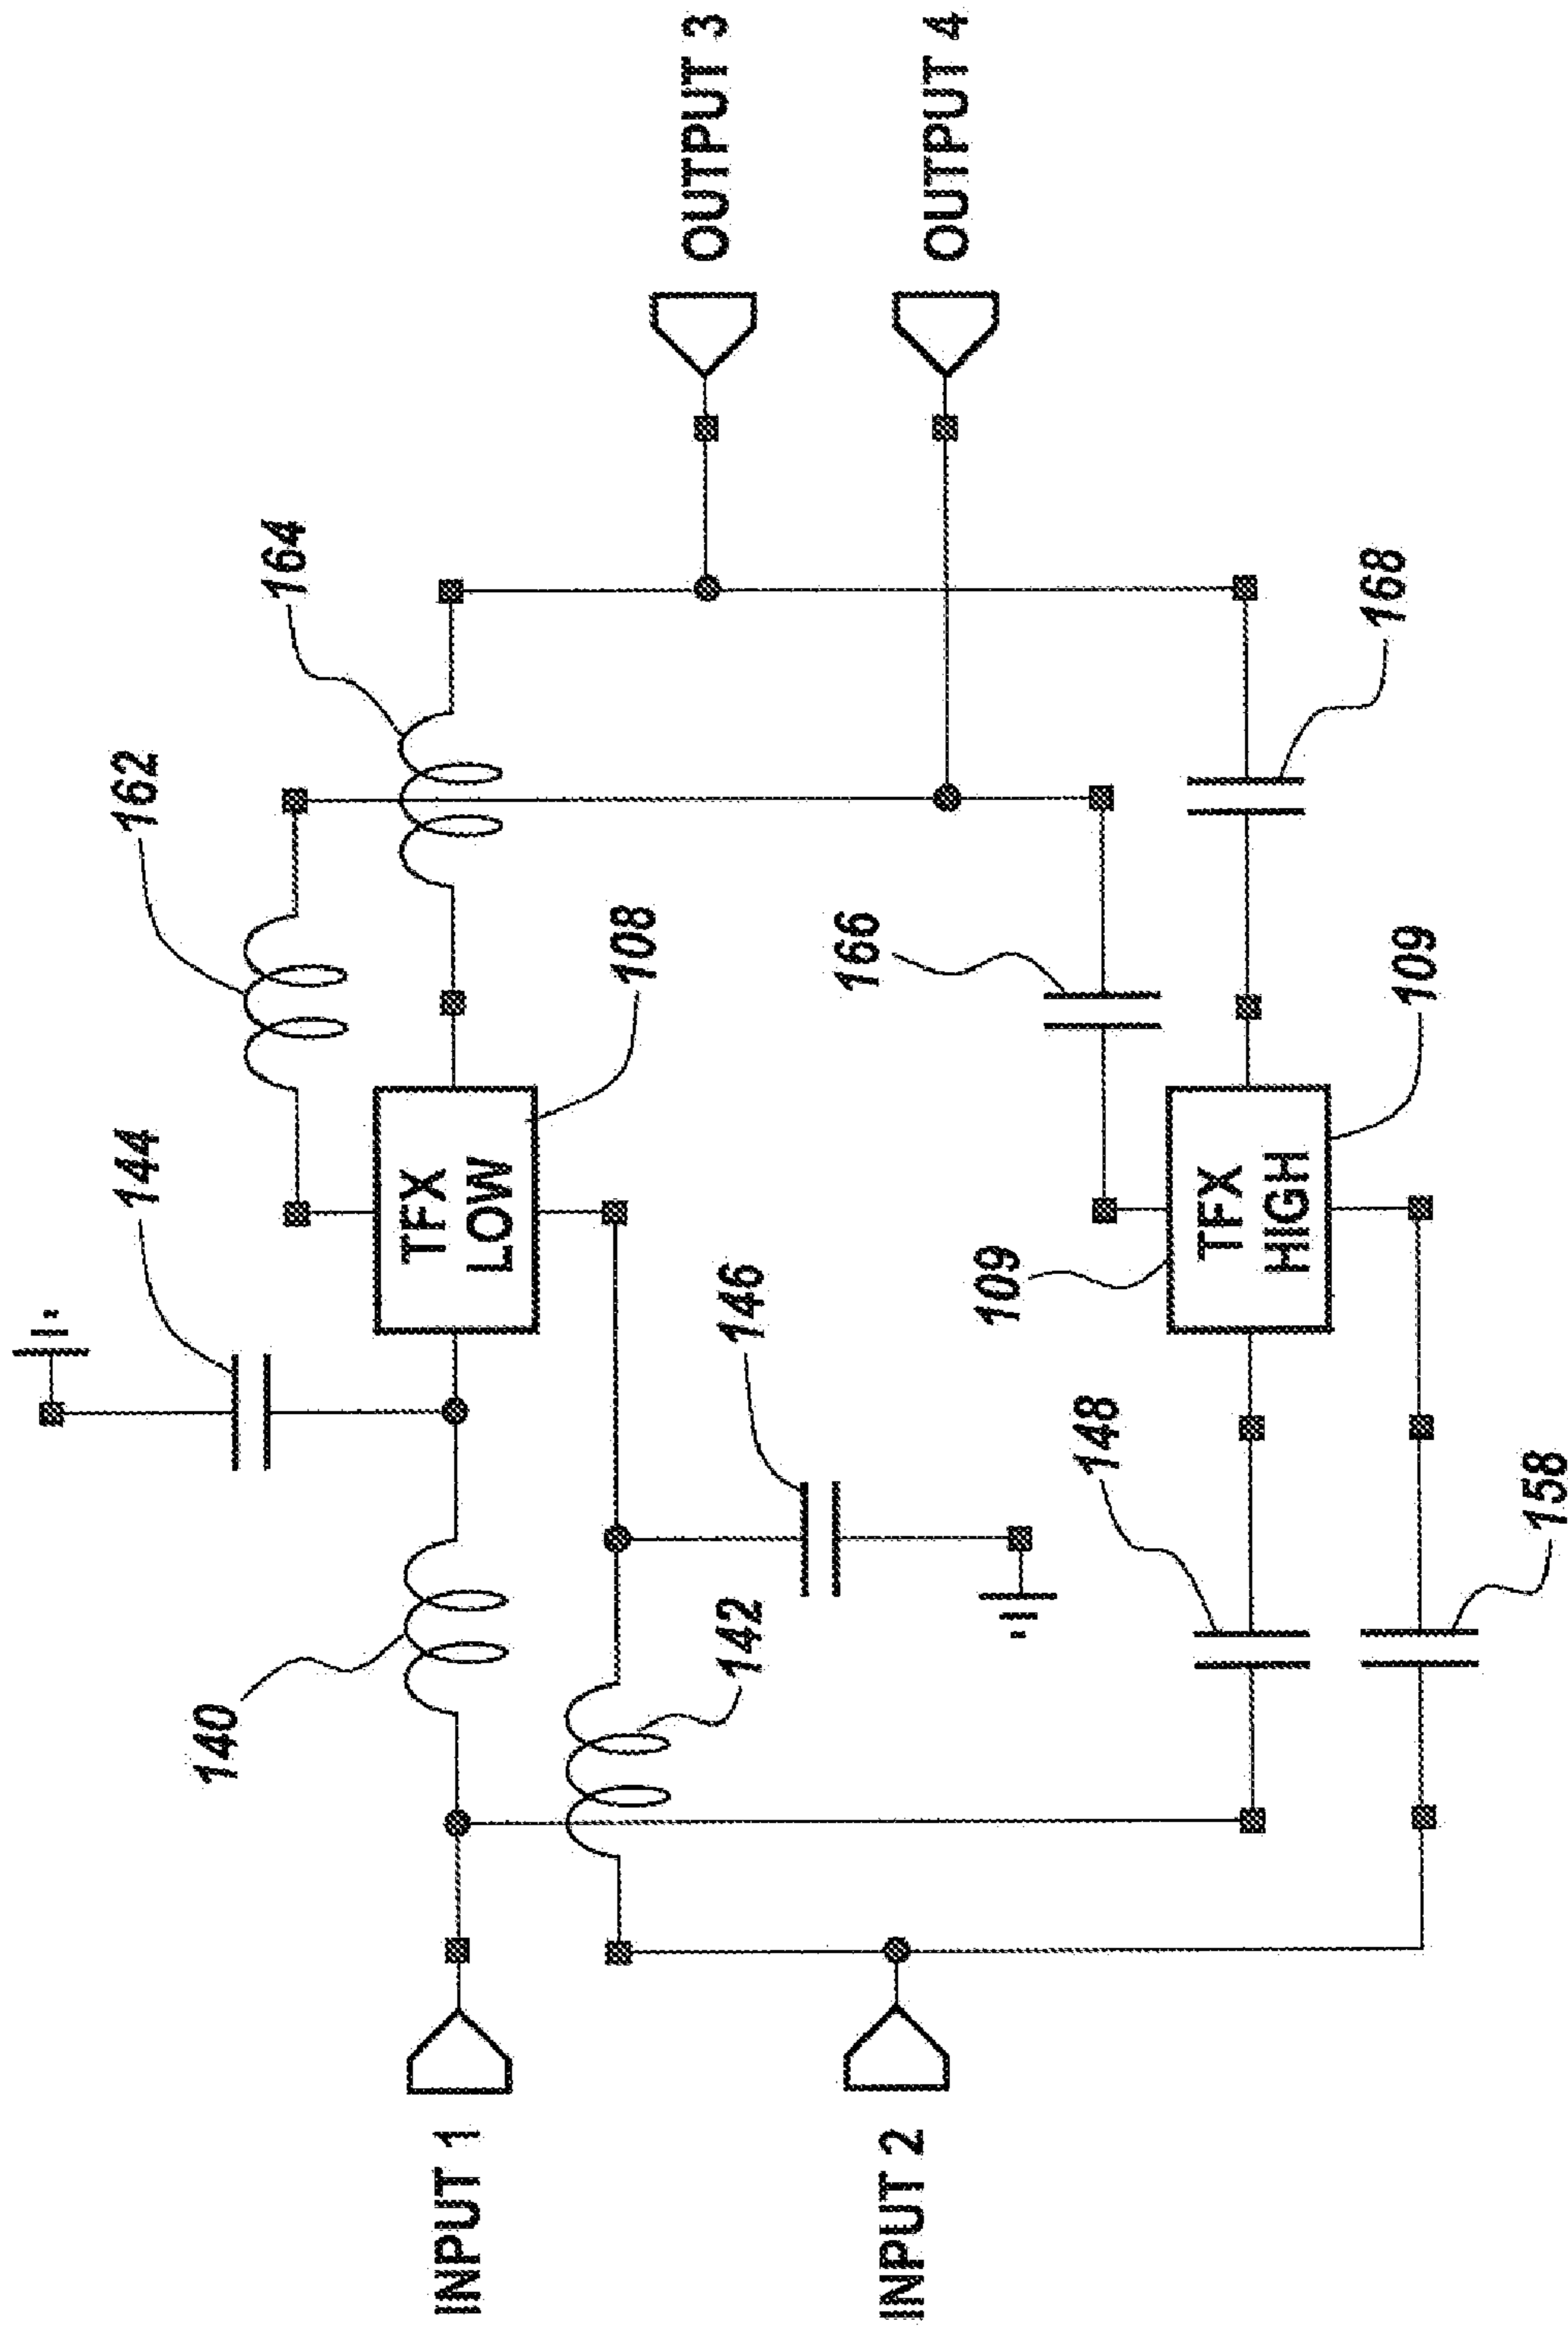 144
162
164
140
TFX
LOW
108
OUTPUT 3
INPUT 1
142
146
166
OUTPUT 4
INPUT 2
109
148
TFX
HIGH
168
109
158